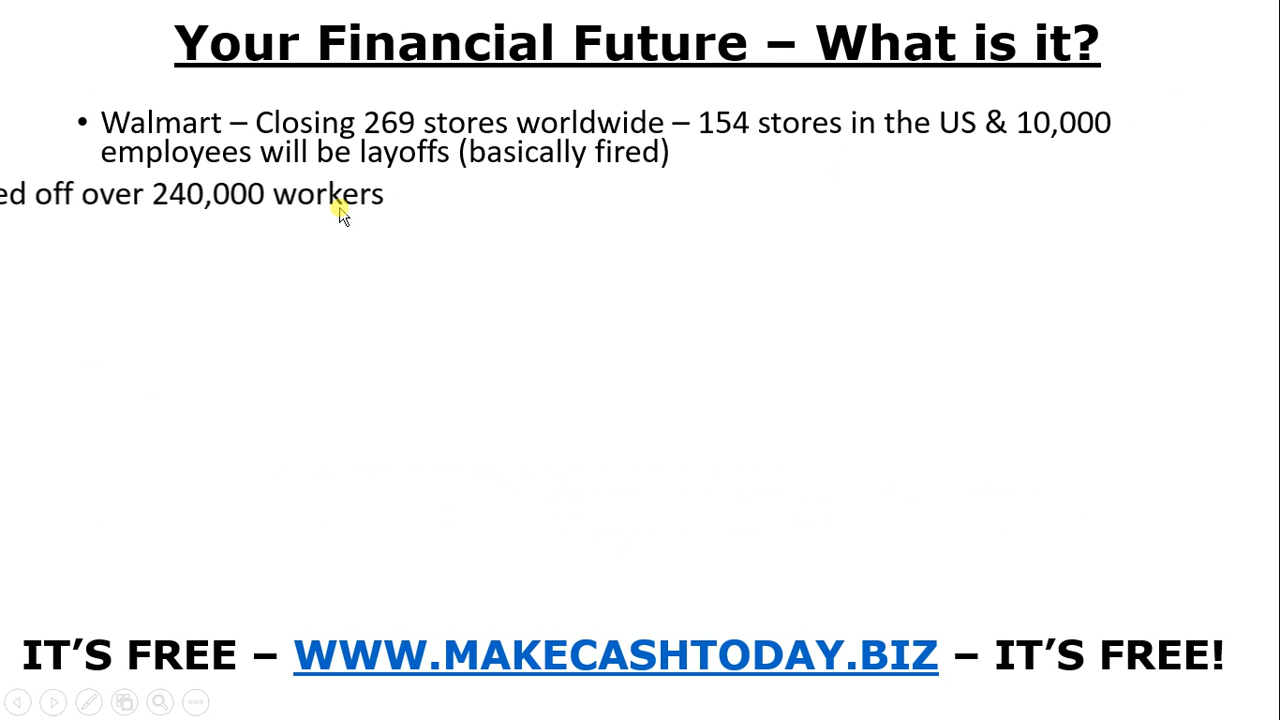 Your Financial Future – What is it?
• Walmart – Closing 269 stores worldwide – 154 stores in the US & 10,000
employees will be layoffs (basically fired)
ed off over 240,000 workers
IT’S FREE – WWW.MAKECASHTODAY.BIZ – IT’S FREE!